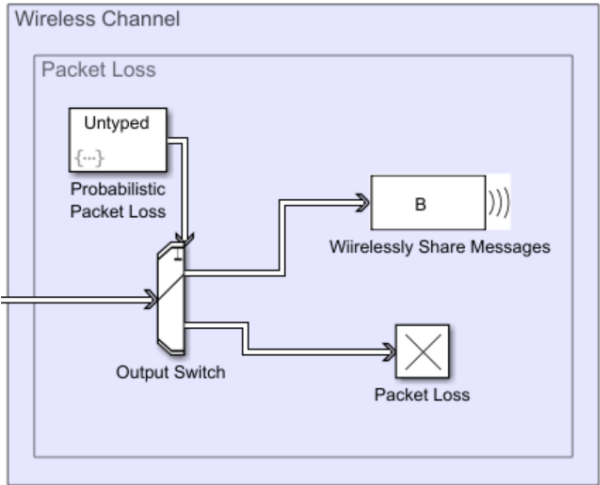 Wireless Channel
Packet Loss
Untyped
{...}
Probabilistic
Packet Loss
B
Wiirelessly Share Messages
Output Switch
Packet Loss